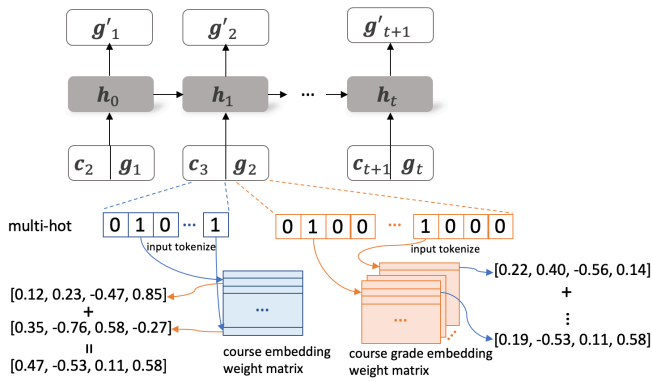 g′1 g′2 g′t+1
h0 h1 ... ht
c2 g1 c3 g2 ct+1 gt
multi-hot 0 1 0 ... 1 0 1 0 0 ... 1 0 0 0 0
input tokenize input tokenize
[0.12, 0.23, -0.47, 0.85]
+
[0.35, -0.76, 0.58, -0.27]
=
[0.47, -0.53, 0.11, 0.58]
...
course embedding
weight matrix
...
...
course grade embedding
weight matrix
[0.22, 0.40, -0.56, 0.14]
+
⋮
[0.19, -0.53, 0.11, 0.58]